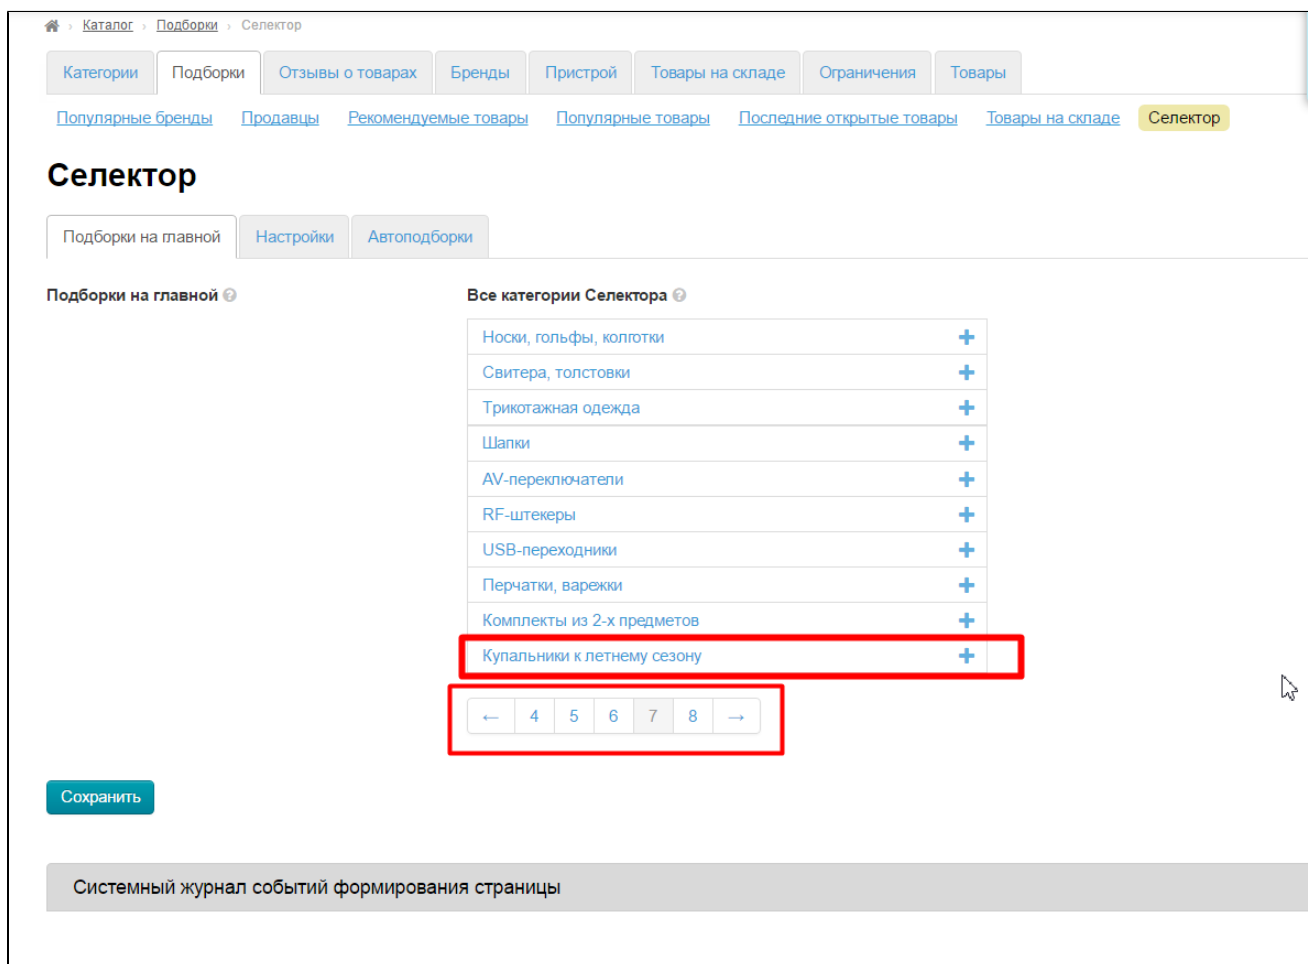 Каталог › Подборки › Селектор
Категории Подборки Отзывы о товарах Бренды Пристрой Товары на складе Ограничения Товары
Популярные бренды Продавцы Рекомендуемые товары Популярные товары Последние открытые товары Товары на складе Селектор
Селектор
Подборки на главной Настройки Автоподборки
Подборки на главной ?
Все категории Селектора ?
Носки, гольфы, колготки
Свитера, толстовки
Трикотажная одежда
Шапки
AV-переключатели
RF-штекеры
USB-переходники
Перчатки, варежки
Комплекты из 2-х предметов
Купальники к летнему сезону
← 4 5 6 7 8 →
Сохранить
Системный журнал событий формирования страницы